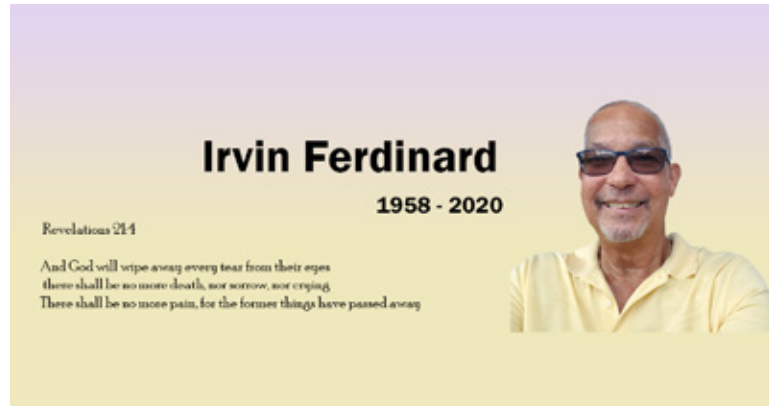 Irvin Ferdinard
1958 - 2020
Revelations 21:4
And God will wipe away every tear from their eyes
there shall be no more death, nor sorrow, nor crying
There shall be no more pain, for the former things have passed away